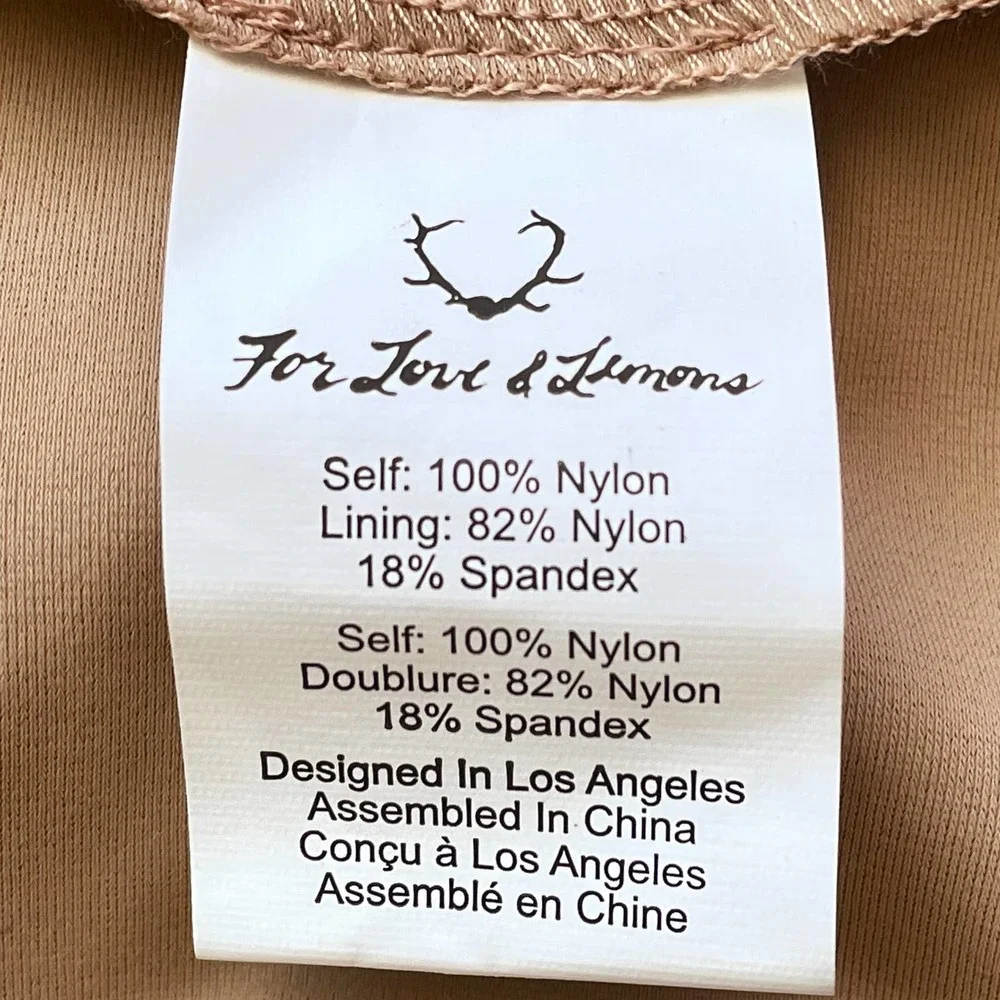 For Love & Lemons
Self: 100% Nylon
Lining: 82% Nylon
18% Spandex
Self: 100% Nylon
Doublure: 82% Nylon
18% Spandex
Designed In Los Angeles
Assembled In China
Conçu à Los Angeles
Assemblé en Chine